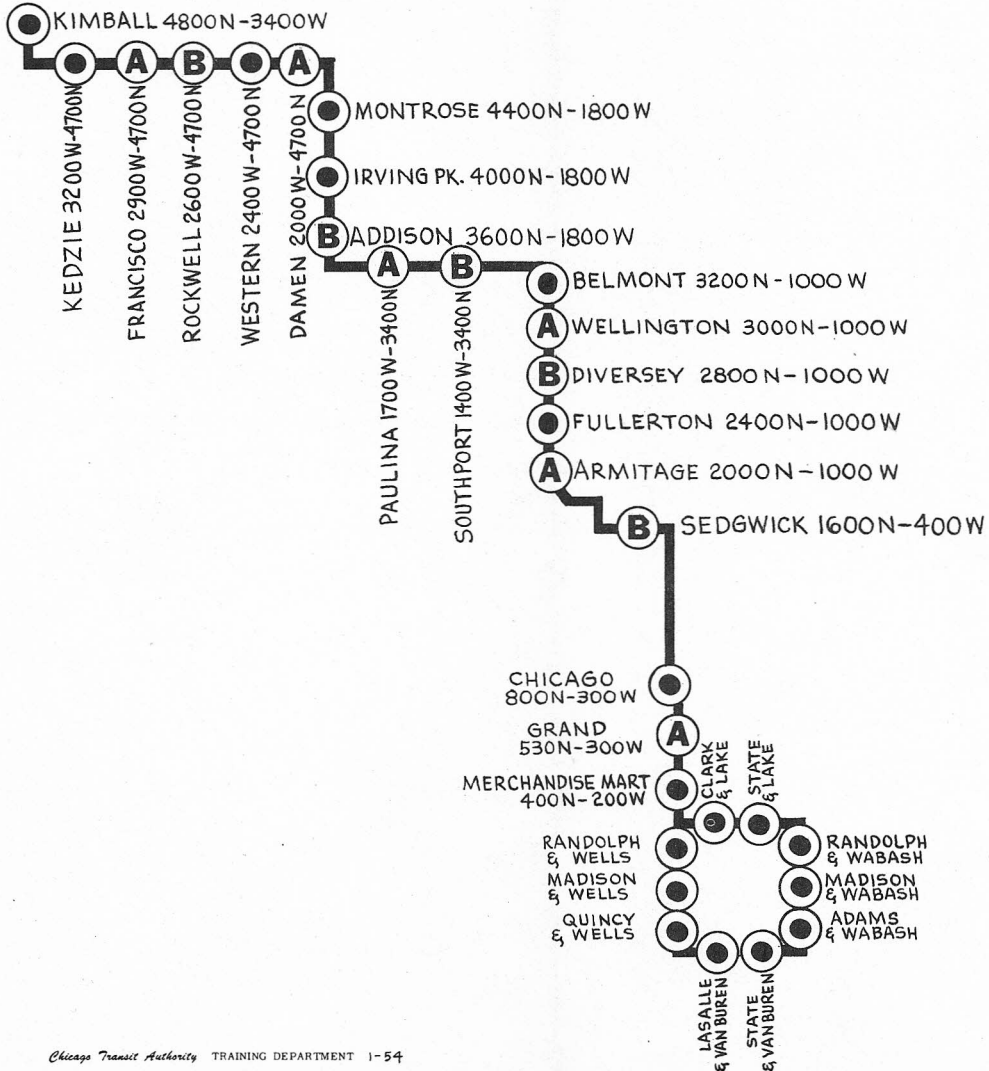 KIMBALL 4800N-3400W
KEDZIE 3200W-4700N
A
FRANCISCO 2900W-4700N
B
ROCKWELL 2600W-4700N
WESTERN 2400W-4700N
A
DAMEN 2000W-4700N
MONTROSE 4400N-1800W
IRVING PK. 4000N-1800W
B
ADDISON 3600N-1800W
A
PAULINA 1700W-3400N
B
SOUTHPORT 1400W-3400N
BELMONT 3200N-1000W
A
WELLINGTON 3000N-1000W
B
DIVERSEY 2800N-1000W
FULLERTON 2400N-1000W
A
ARMITAGE 2000N-1000W
B
SEDGWICK 1600N-400W
CHICAGO
800N-300W
A
GRAND
530N-300W
MERCHANDISE MART
400N-200W
CLARK
& LAKE
STATE
& LAKE
RANDOLPH
& WELLS
RANDOLPH
& WABASH
MADISON
& WELLS
MADISON
& WABASH
QUINCY
& WELLS
ADAMS
& WABASH
LASALLE
& VAN BUREN
STATE
& VAN BUREN
Chicago Transit Authority TRAINING DEPARTMENT 1-54